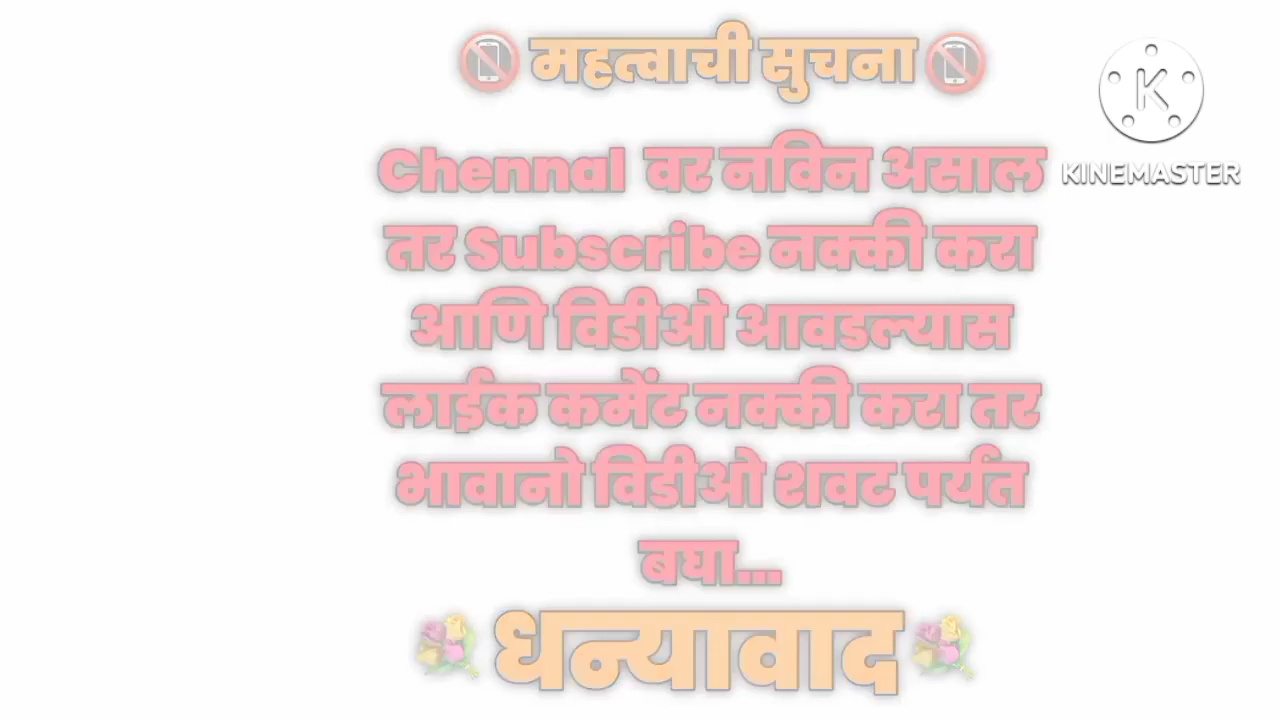 📵 महत्वाची सुचना 📵
Chennal वर नविन असाल
तर Subscribe नक्की करा
आणि विडीओ आवडल्यास
लाईक कमेंट नक्की करा तर
भावानो विडीओ शवट पर्यंत
बघा...
💐 धन्यावाद 💐
K
KINEMASTER